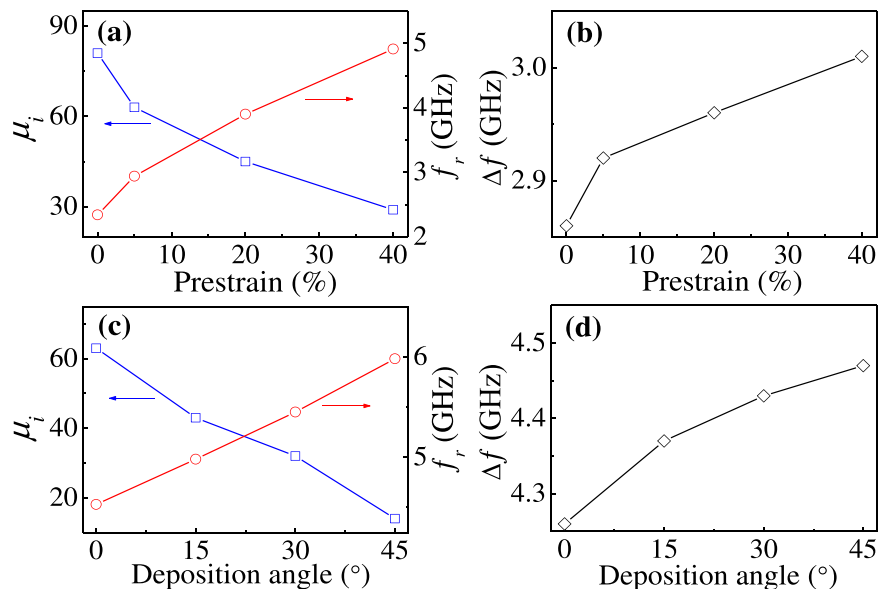 (a)
90
60
30
μi
5
4
3
2
fr (GHz)
0 10 20 30 40
Prestrain (%)
(b)
3.0
2.9
Δf (GHz)
0 10 20 30 40
Prestrain (%)
(c)
60
40
20
μi
6
5
fr (GHz)
0 15 30 45
Deposition angle (°)
(d)
4.5
4.4
4.3
Δf (GHz)
0 15 30 45
Deposition angle (°)